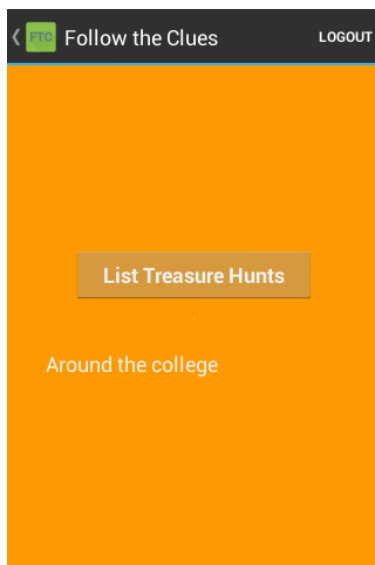 FTC Follow the Clues LOGOUT
List Treasure Hunts
Around the college